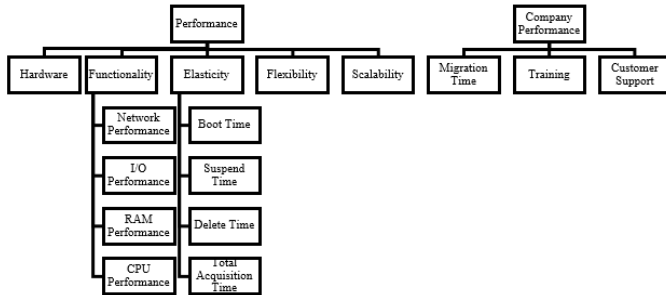 Performance
Company
Performance
Hardware
Functionality
Elasticity
Flexibility
Scalability
Migration
Time
Training
Customer
Support
Network
Performance
Boot Time
I/O
Performance
Suspend
Time
RAM
Performance
Delete Time
CPU
Performance
Total
Acquisition
Time